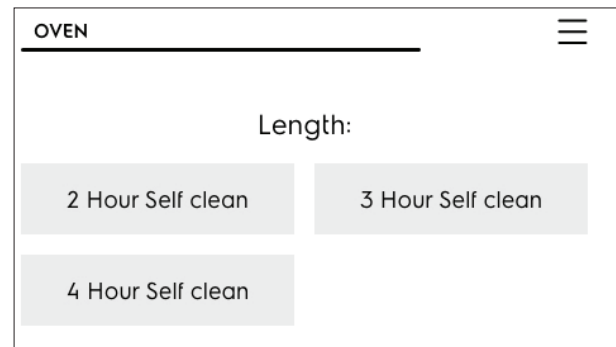 OVEN
Length:
2 Hour Self clean
3 Hour Self clean
4 Hour Self clean